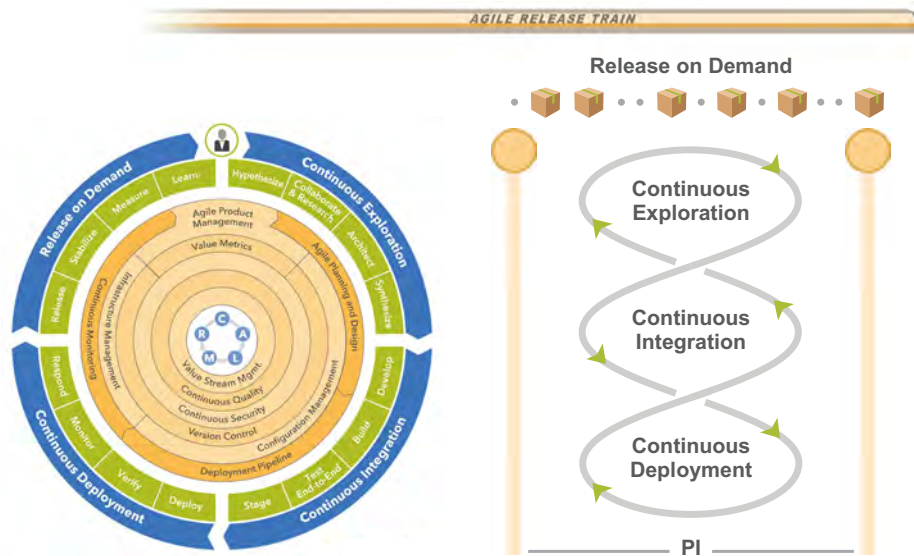 AGILE RELEASE TRAIN
Release on Demand
Continuous Exploration
Continuous Integration
Continuous Deployment
Learn
Measure
Stabilize
Release
Hypothesize
Collaborate
& Research
Architect
Synthesize
Develop
Build
Test
End-to-End
Stage
Deploy
Verify
Monitor
Respond
Agile Product
Management
Agile Planning and Design
Continuous Monitoring
Deployment Pipeline
Value Metrics
Infrastructure Management
Configuration Management
Version Control
Continuous Security
Continuous Quality
Value Stream Mgmt
C
A
L
M
R
Release on Demand
Continuous
Exploration
Continuous
Integration
Continuous
Deployment
PI